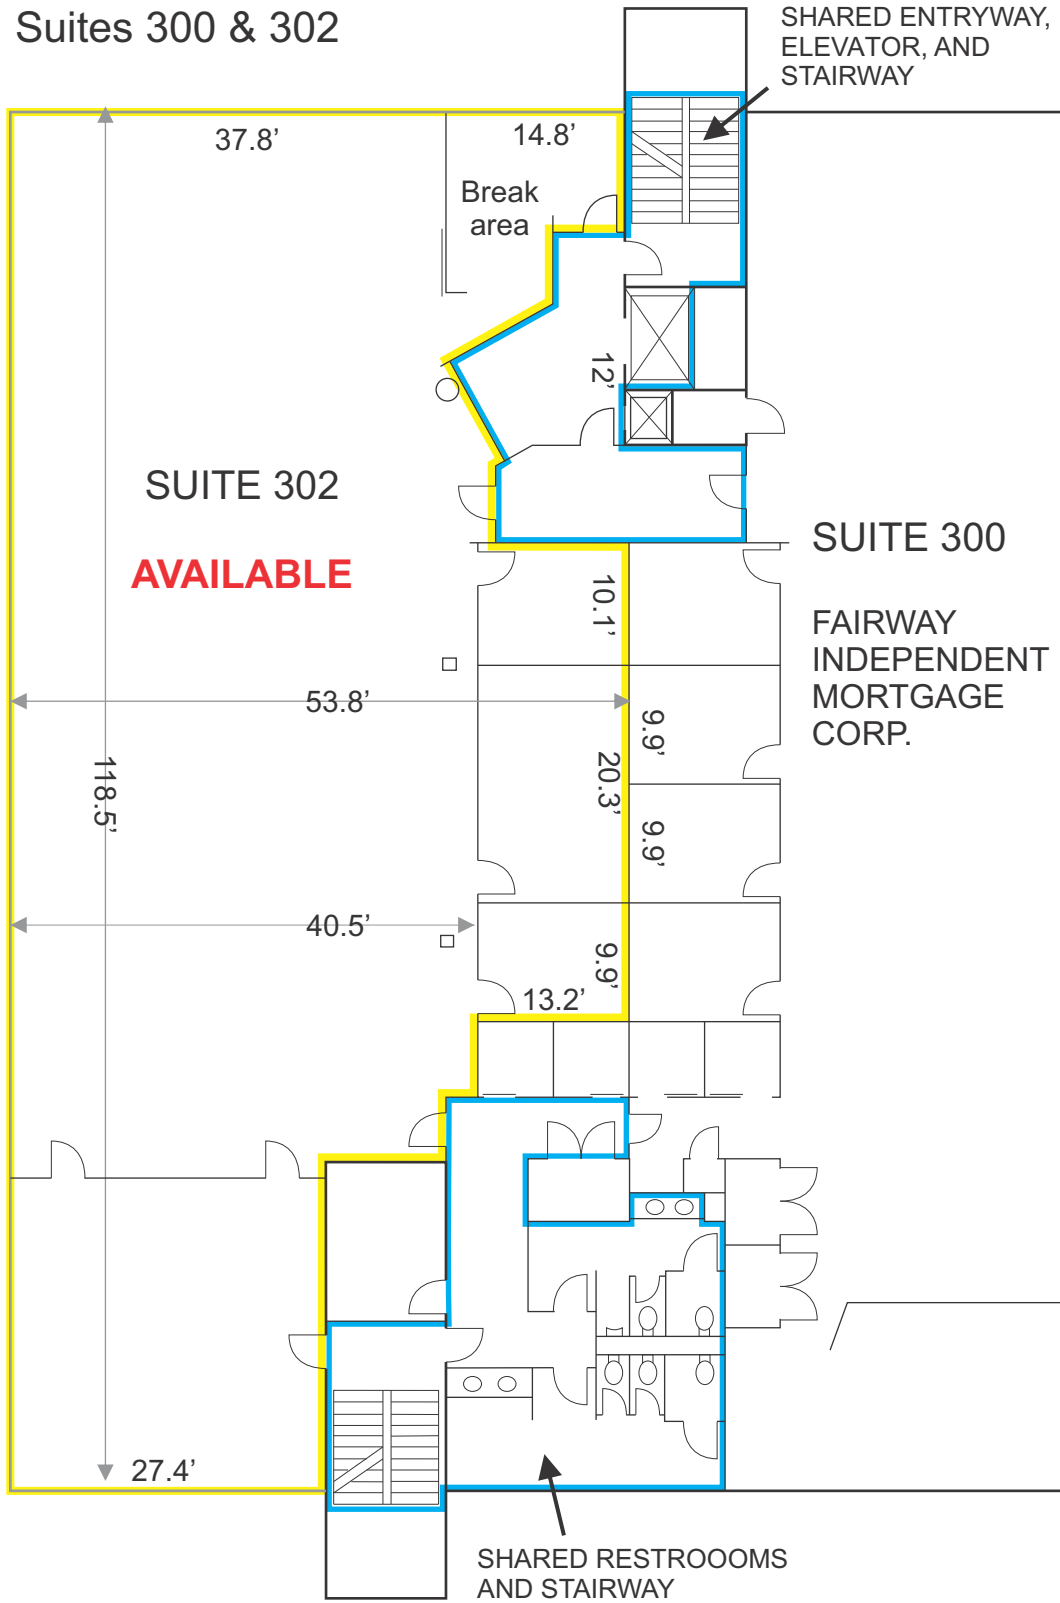 Suites 300 & 302
SHARED ENTRYWAY,
ELEVATOR, AND
STAIRWAY
37.8’
14.8’
Break
area
12’
SUITE 302
AVAILABLE
SUITE 300
FAIRWAY
INDEPENDENT
MORTGAGE
CORP.
10.1’
53.8’
9.9’
20.3’
118.5’
9.9’
40.5’
9.9’
13.2’
27.4’
SHARED RESTROOOMS
AND STAIRWAY